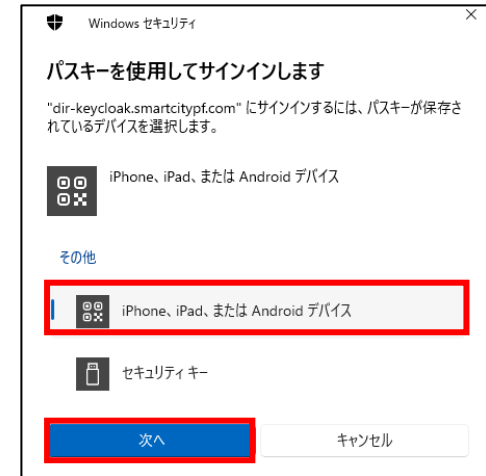 Windows セキュリティ
パスキーを使用してサインインします
"dir-keycloak.smartcitypf.com" にサインインするには、パスキーが保存さ
れているデバイスを選択します。
iPhone、iPad、または Android デバイス
その他
iPhone、iPad、または Android デバイス
セキュリティ キー
次へ
キャンセル